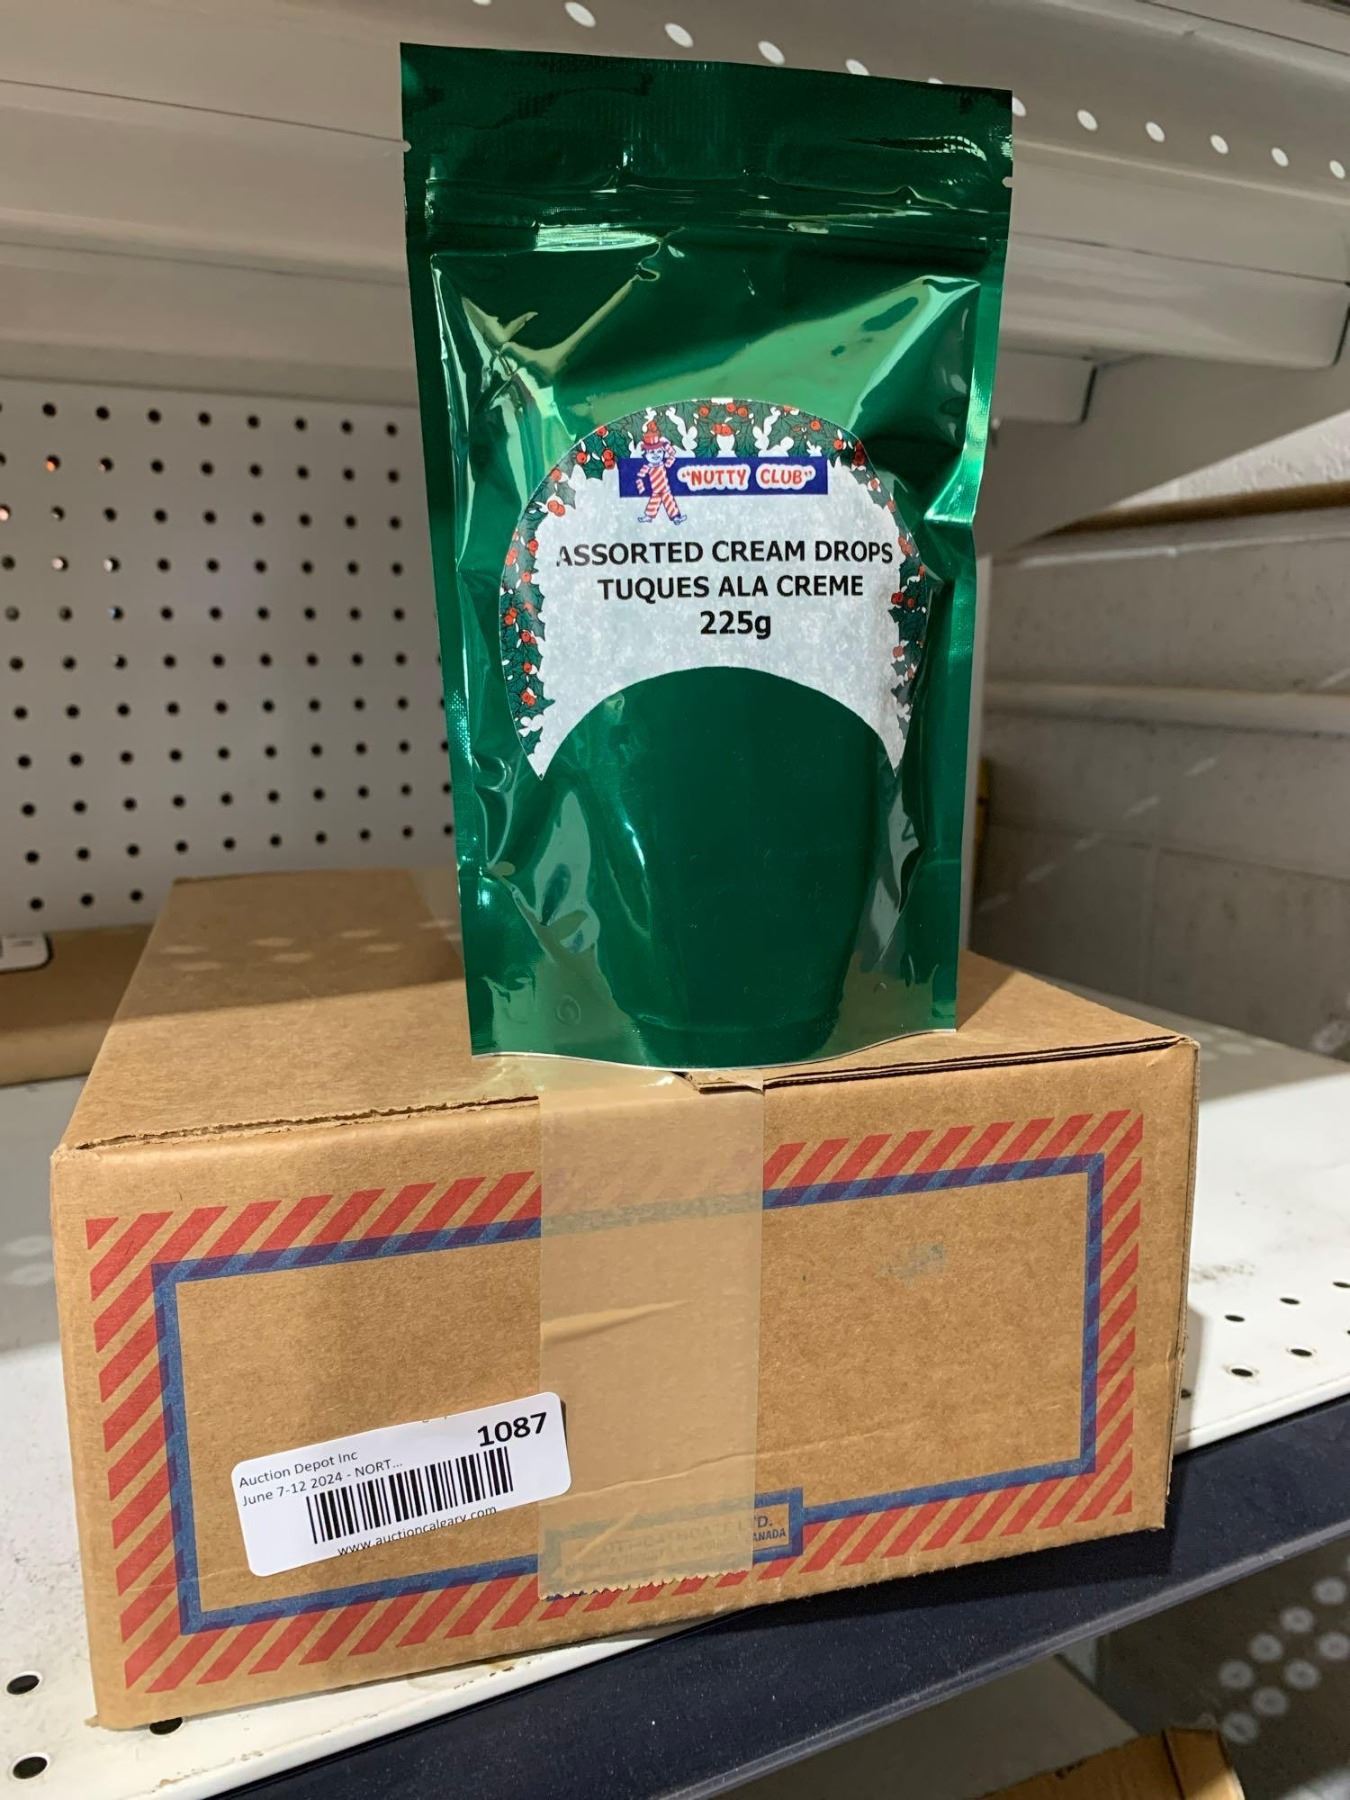 "NUTTY CLUB"
ASSORTED CREAM DROPS
TUQUES ALA CREME
225g
1087
Auction Depot Inc
June 7-12 2024 - NORT...
www.auctioncalgary.com